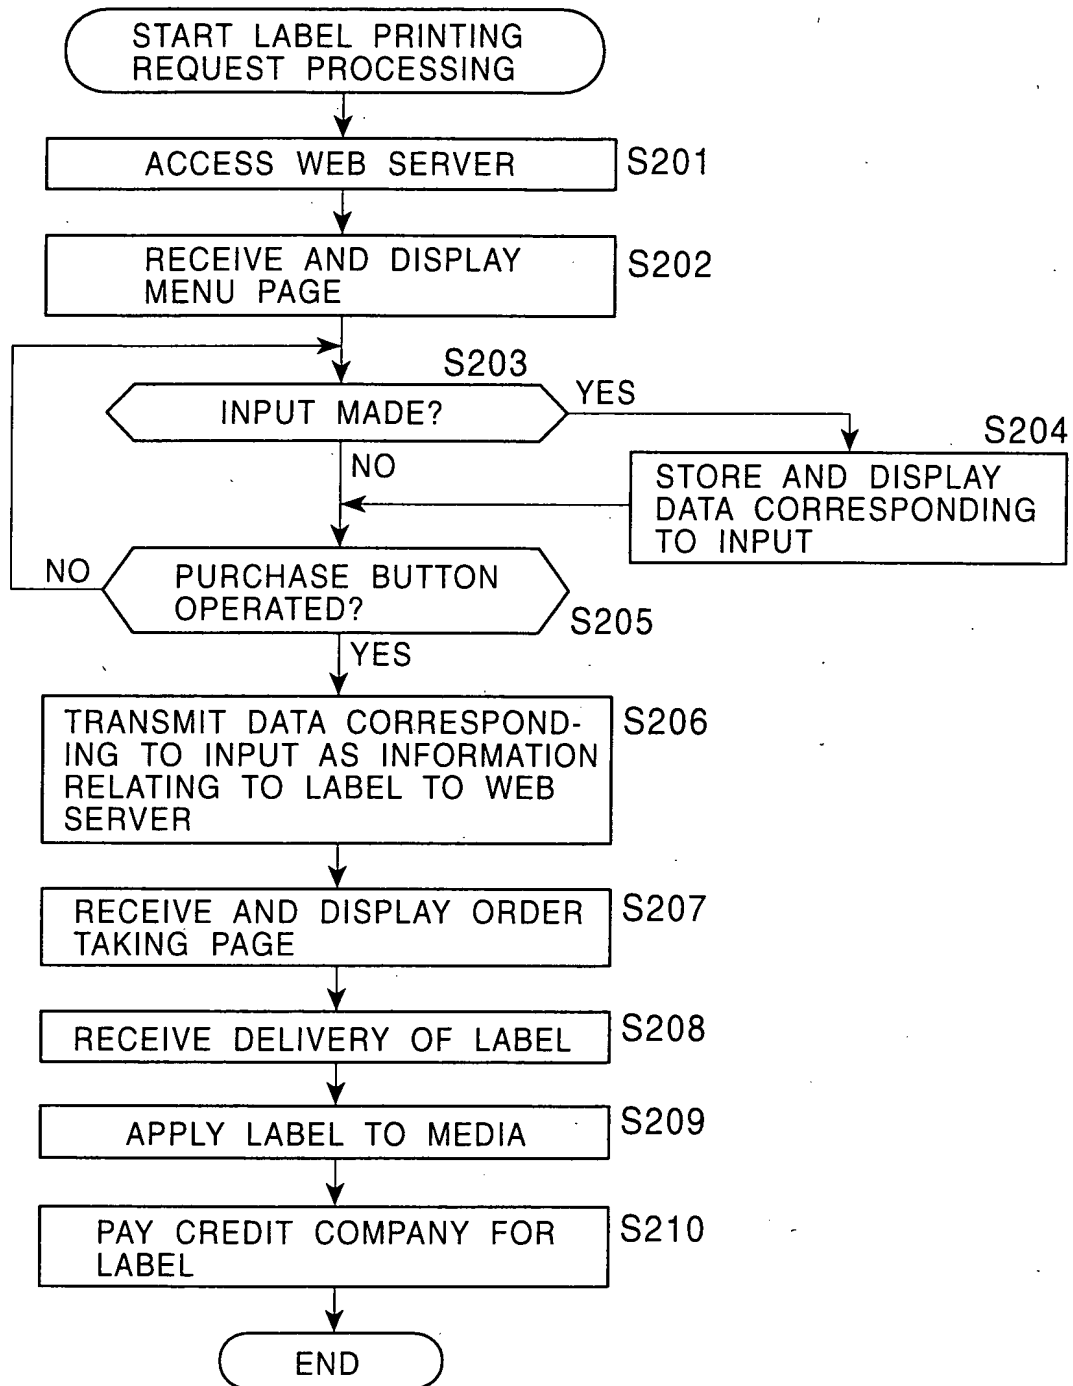 START LABEL PRINTING
REQUEST PROCESSING
ACCESS WEB SERVER
S201
RECEIVE AND DISPLAY
MENU PAGE
S202
S203
INPUT MADE?
YES
NO
S204
STORE AND DISPLAY
DATA CORRESPONDING
TO INPUT
NO
PURCHASE BUTTON
OPERATED?
S205
YES
TRANSMIT DATA CORRESPOND-
ING TO INPUT AS INFORMATION
RELATING TO LABEL TO WEB
SERVER
S206
RECEIVE AND DISPLAY ORDER
TAKING PAGE
S207
RECEIVE DELIVERY OF LABEL
S208
APPLY LABEL TO MEDIA
S209
PAY CREDIT COMPANY FOR
LABEL
S210
END